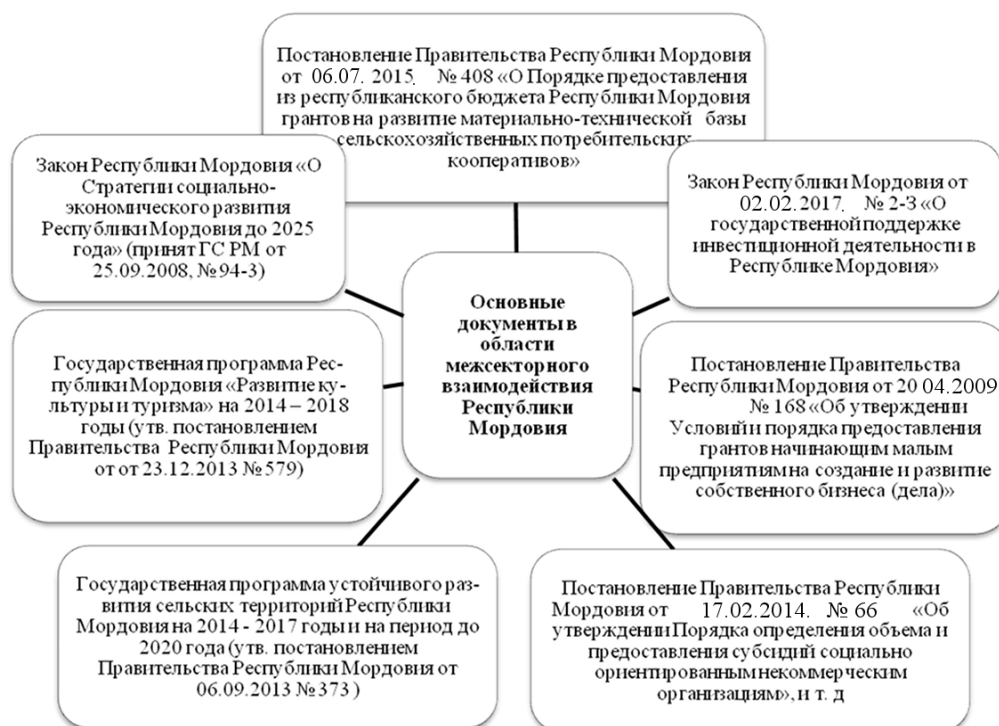 Постановление Правительства Республики Мордовия
от 06.07. 2015 № 408 «О Порядке предоставления
из республиканского бюджета Республики Мордовия
грантов на развитие материально-технической базы
сельскохозяйственных потребительских
кооперативов»
Закон Республики Мордовия «О
Стратегии социально-
экономического развития
Республики Мордовия до 2025
года» (принят ГС РМ от
25.09.2008, № 94-З)
Закон Республики Мордовия от
02.02.2017. № 2-З «О
государственной поддержке
инвестиционной деятельности в
Республике Мордовия»
Основные
документы в
области
межсекторного
взаимодействия
Республики
Мордовия
Государственная программа Рес-
публики Мордовия «Развитие ку-
льтуры и туризма» на 2014 – 2018
годы (утв. постановлением
Правительства Республики Мордовия
от от 23.12.2013 № 579)
Постановление Правительства
Республики Мордовия от 20 04.2009
№ 168 «Об утверждении
Условий и порядка предоставления
грантов начинающим малым
предприятиям на создание и развитие
собственного бизнеса (дела)»
Государственная программа устойчивого раз-
вития сельских территорий Республики
Мордовия на 2014 - 2017 годы и на период до
2020 года (утв. постановлением
Правительства Республики Мордовия от
06.09.2013 № 373 )
Постановление Правительства Республики
Мордовия от 17.02.2014. № 66 «Об
утверждении Порядка определения объема и
предоставления субсидий социально
ориентированным некоммерческим
организациям», и т. д